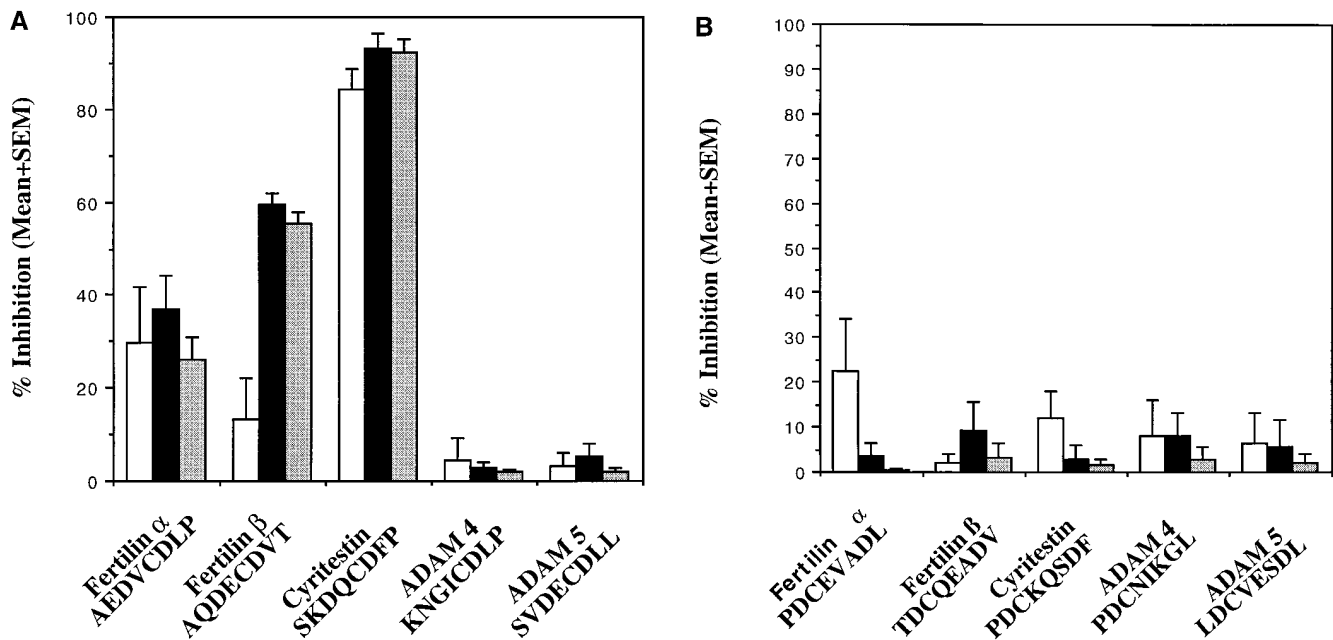 A
% Inhibition (Mean+SEM)
100
80
60
40
20
0
Fertilin α
AEDVCDLP
Fertilin β
AQDECDVT
Cyritestin
SKDQCDFP
ADAM 4
KNGICDLP
ADAM 5
SVDECDLL
B
% Inhibition (Mean+SEM)
100
90
80
70
60
50
40
30
20
10
0
Fertilin α
PDCEVADL
Fertilin ß
TDCQEADV
Cyritestin
PDCKQSDF
ADAM 4
PDCNIKGL
ADAM 5
LDCVESDL